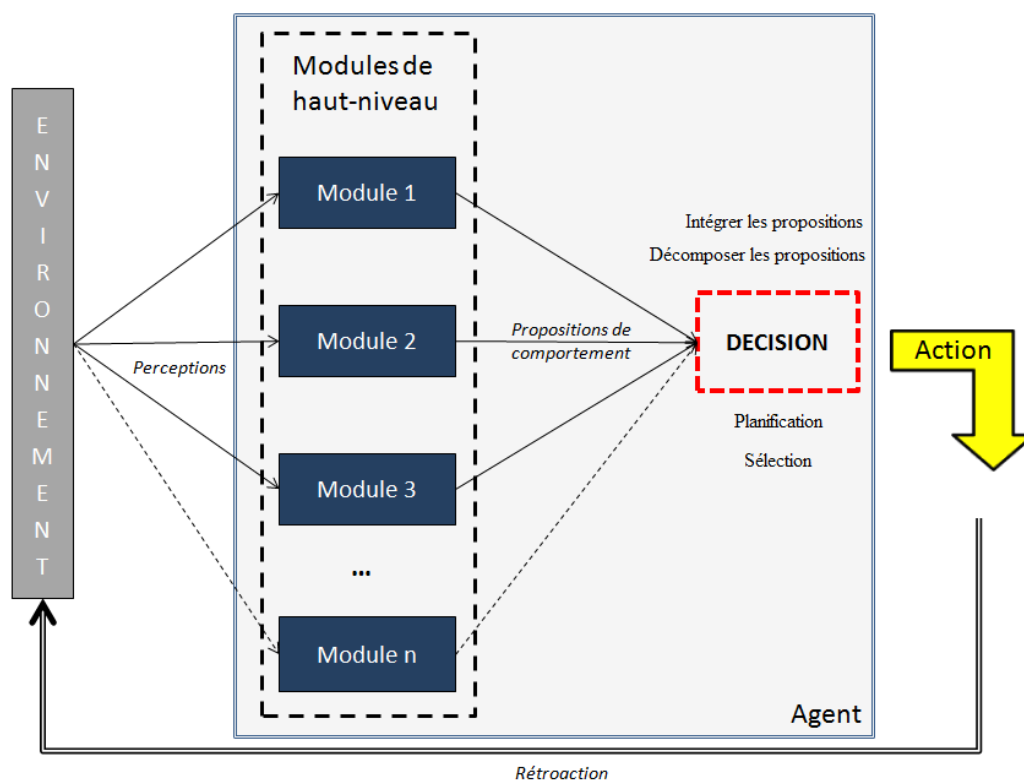 Modules de
haut-niveau
ENVIRONNEMENT
Module 1
Intégrer les propositions
Décomposer les propositions
Module 2
Perceptions
Propositions de
comportement
DECISION
Action
Planification
Sélection
Module 3
...
Module n
Agent
Rétroaction